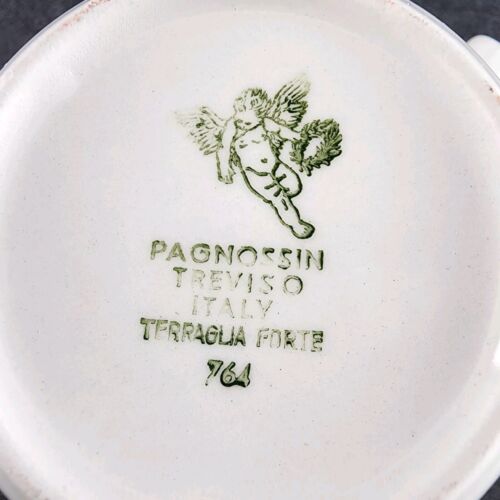 PAGNOSSIN
TREVISO
ITALY
TERRAGLIA FORTE
764